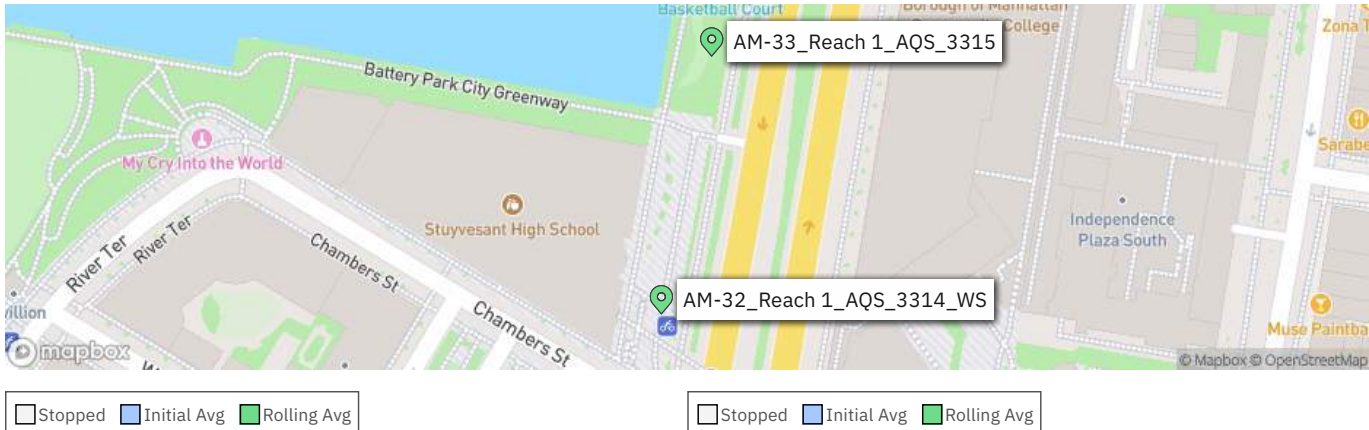 Basketball Court
Borough of Manhattan
College
Zona T
AM-33_Reach 1_AQS_3315
Battery Park City Greenway
Sarabe
My Cry Into the World
Stuyvesant High School
Independence
Plaza South
River Ter
River Ter
Chambers St
Chambers St
AM-32_Reach 1_AQS_3314_WS
villion
Muse Paintba
mapbox
W
© Mapbox © OpenStreetMap
Stopped Initial Avg Rolling Avg
Stopped Initial Avg Rolling Avg